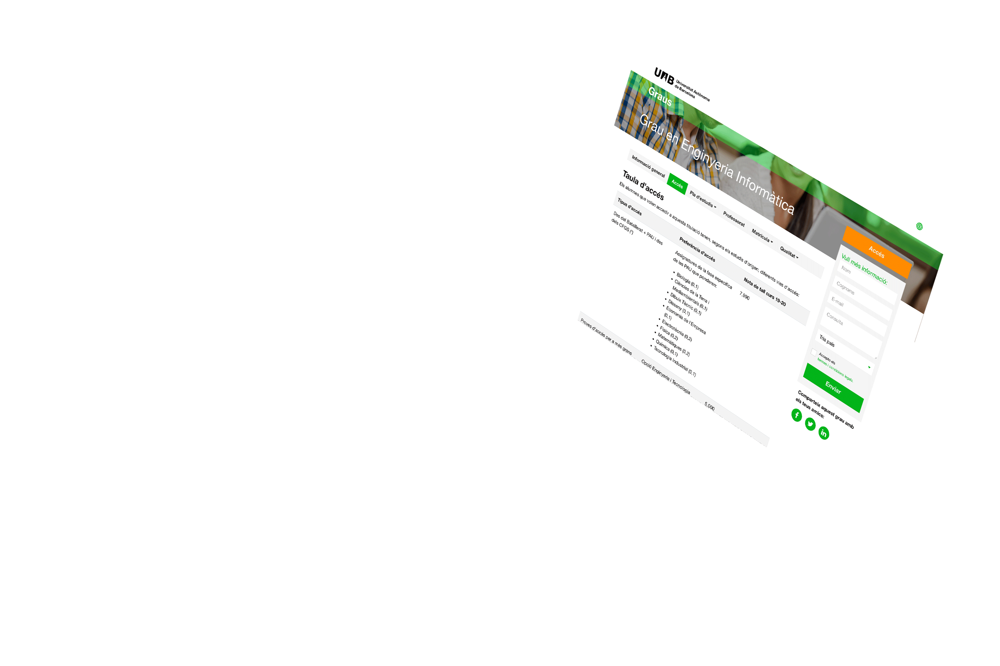 UAB
Universitat Autònoma
de Barcelona
Graus
Grau en Enginyeria Informàtica
Informació general
Accés
Pla d'estudis
Professorat
Matrícula
Qualitat
Taula d'accés
Els alumnes que volen accedir a aquesta titulació tenen, segons els estudis d'origen, diferents vies d'accés:
Tipus d'accés
Preferència d'accés
Nota de tall curs 19-20
Des del Batxillerat + PAU i des
dels CFGS (*)
Assignatures de la fase específica
de les PAU que ponderen:
• Biologia (0,1)
• Ciències de la Terra i
Mediambientals (0,1)
• Dibuix Tècnic (0,1)
• Disseny (0,1)
• Economia de l'Empresa
(0,1)
• Electrotècnia (0,2)
• Física (0,2)
• Matemàtiques (0,2)
• Química (0,1)
• Tecnologia Industrial (0,1)
7,990
Proves d'accés per a més grans
Opció Enginyeria i Tecnologia
5,000
Accés
Vull més informació:
Nom
Cognoms
E-mail
Consulta
Tria país
Accepto els
termes i condicions legals.
Enviar
Comparteix aquest grau amb
els teus amics:
f
in